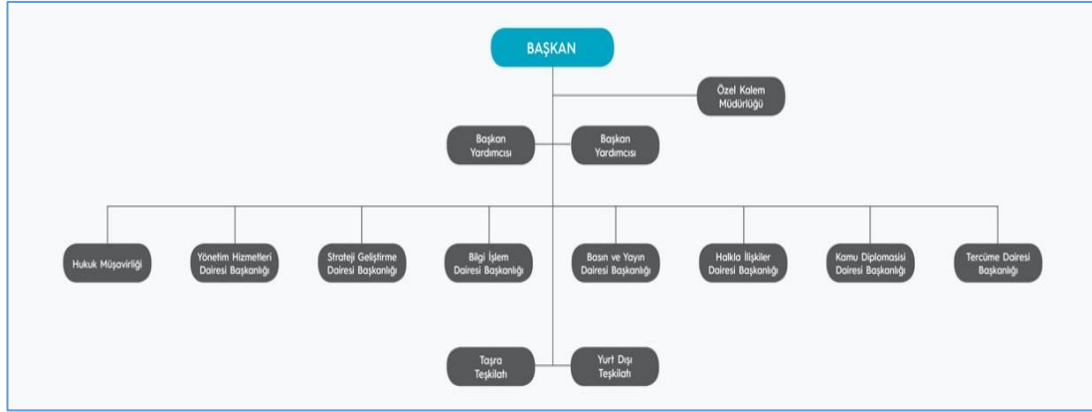 BAŞKAN
Özel Kalem
Müdürlüğü
Başkan
Yardımcısı
Başkan
Yardımcısı
Hukuk Müşavirliği
Yönetim Hizmetleri
Dairesi Başkanlığı
Strateji Geliştirme
Dairesi Başkanlığı
Bilgi İşlem
Dairesi Başkanlığı
Basın ve Yayın
Dairesi Başkanlığı
Halkla İlişkiler
Dairesi Başkanlığı
Kamu Diplomasisi
Dairesi Başkanlığı
Tercüme Dairesi
Başkanlığı
Taşra
Teşkilatı
Yurt Dışı
Teşkilatı